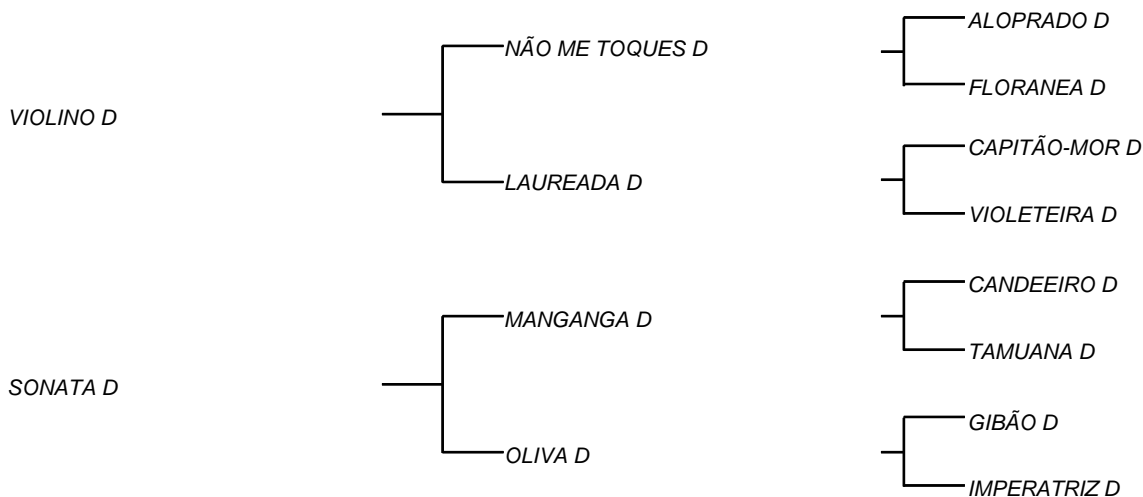 ALOPRADO D
NÃO ME TOQUES D
FLORANEA D
VIOLINO D
CAPITÃO-MOR D
LAUREADA D
VIOLETEIRA D
CANDEEIRO D
MANGANGA D
TAMUANA D
SONATA D
GIBÃO D
OLIVA D
IMPERATRIZ D